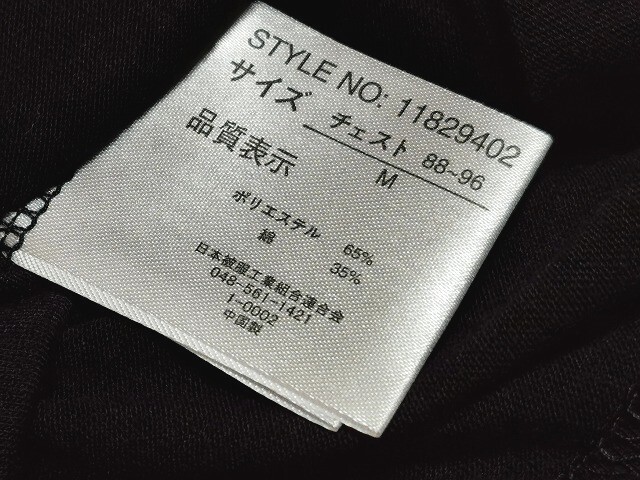 STYLE NO: 11829402
サイズ チェスト 88~96
M
品質表示
ポリエステル 65%
綿 35%
日本被服工業組合連合会
048-561-1421
1-0002
中国製